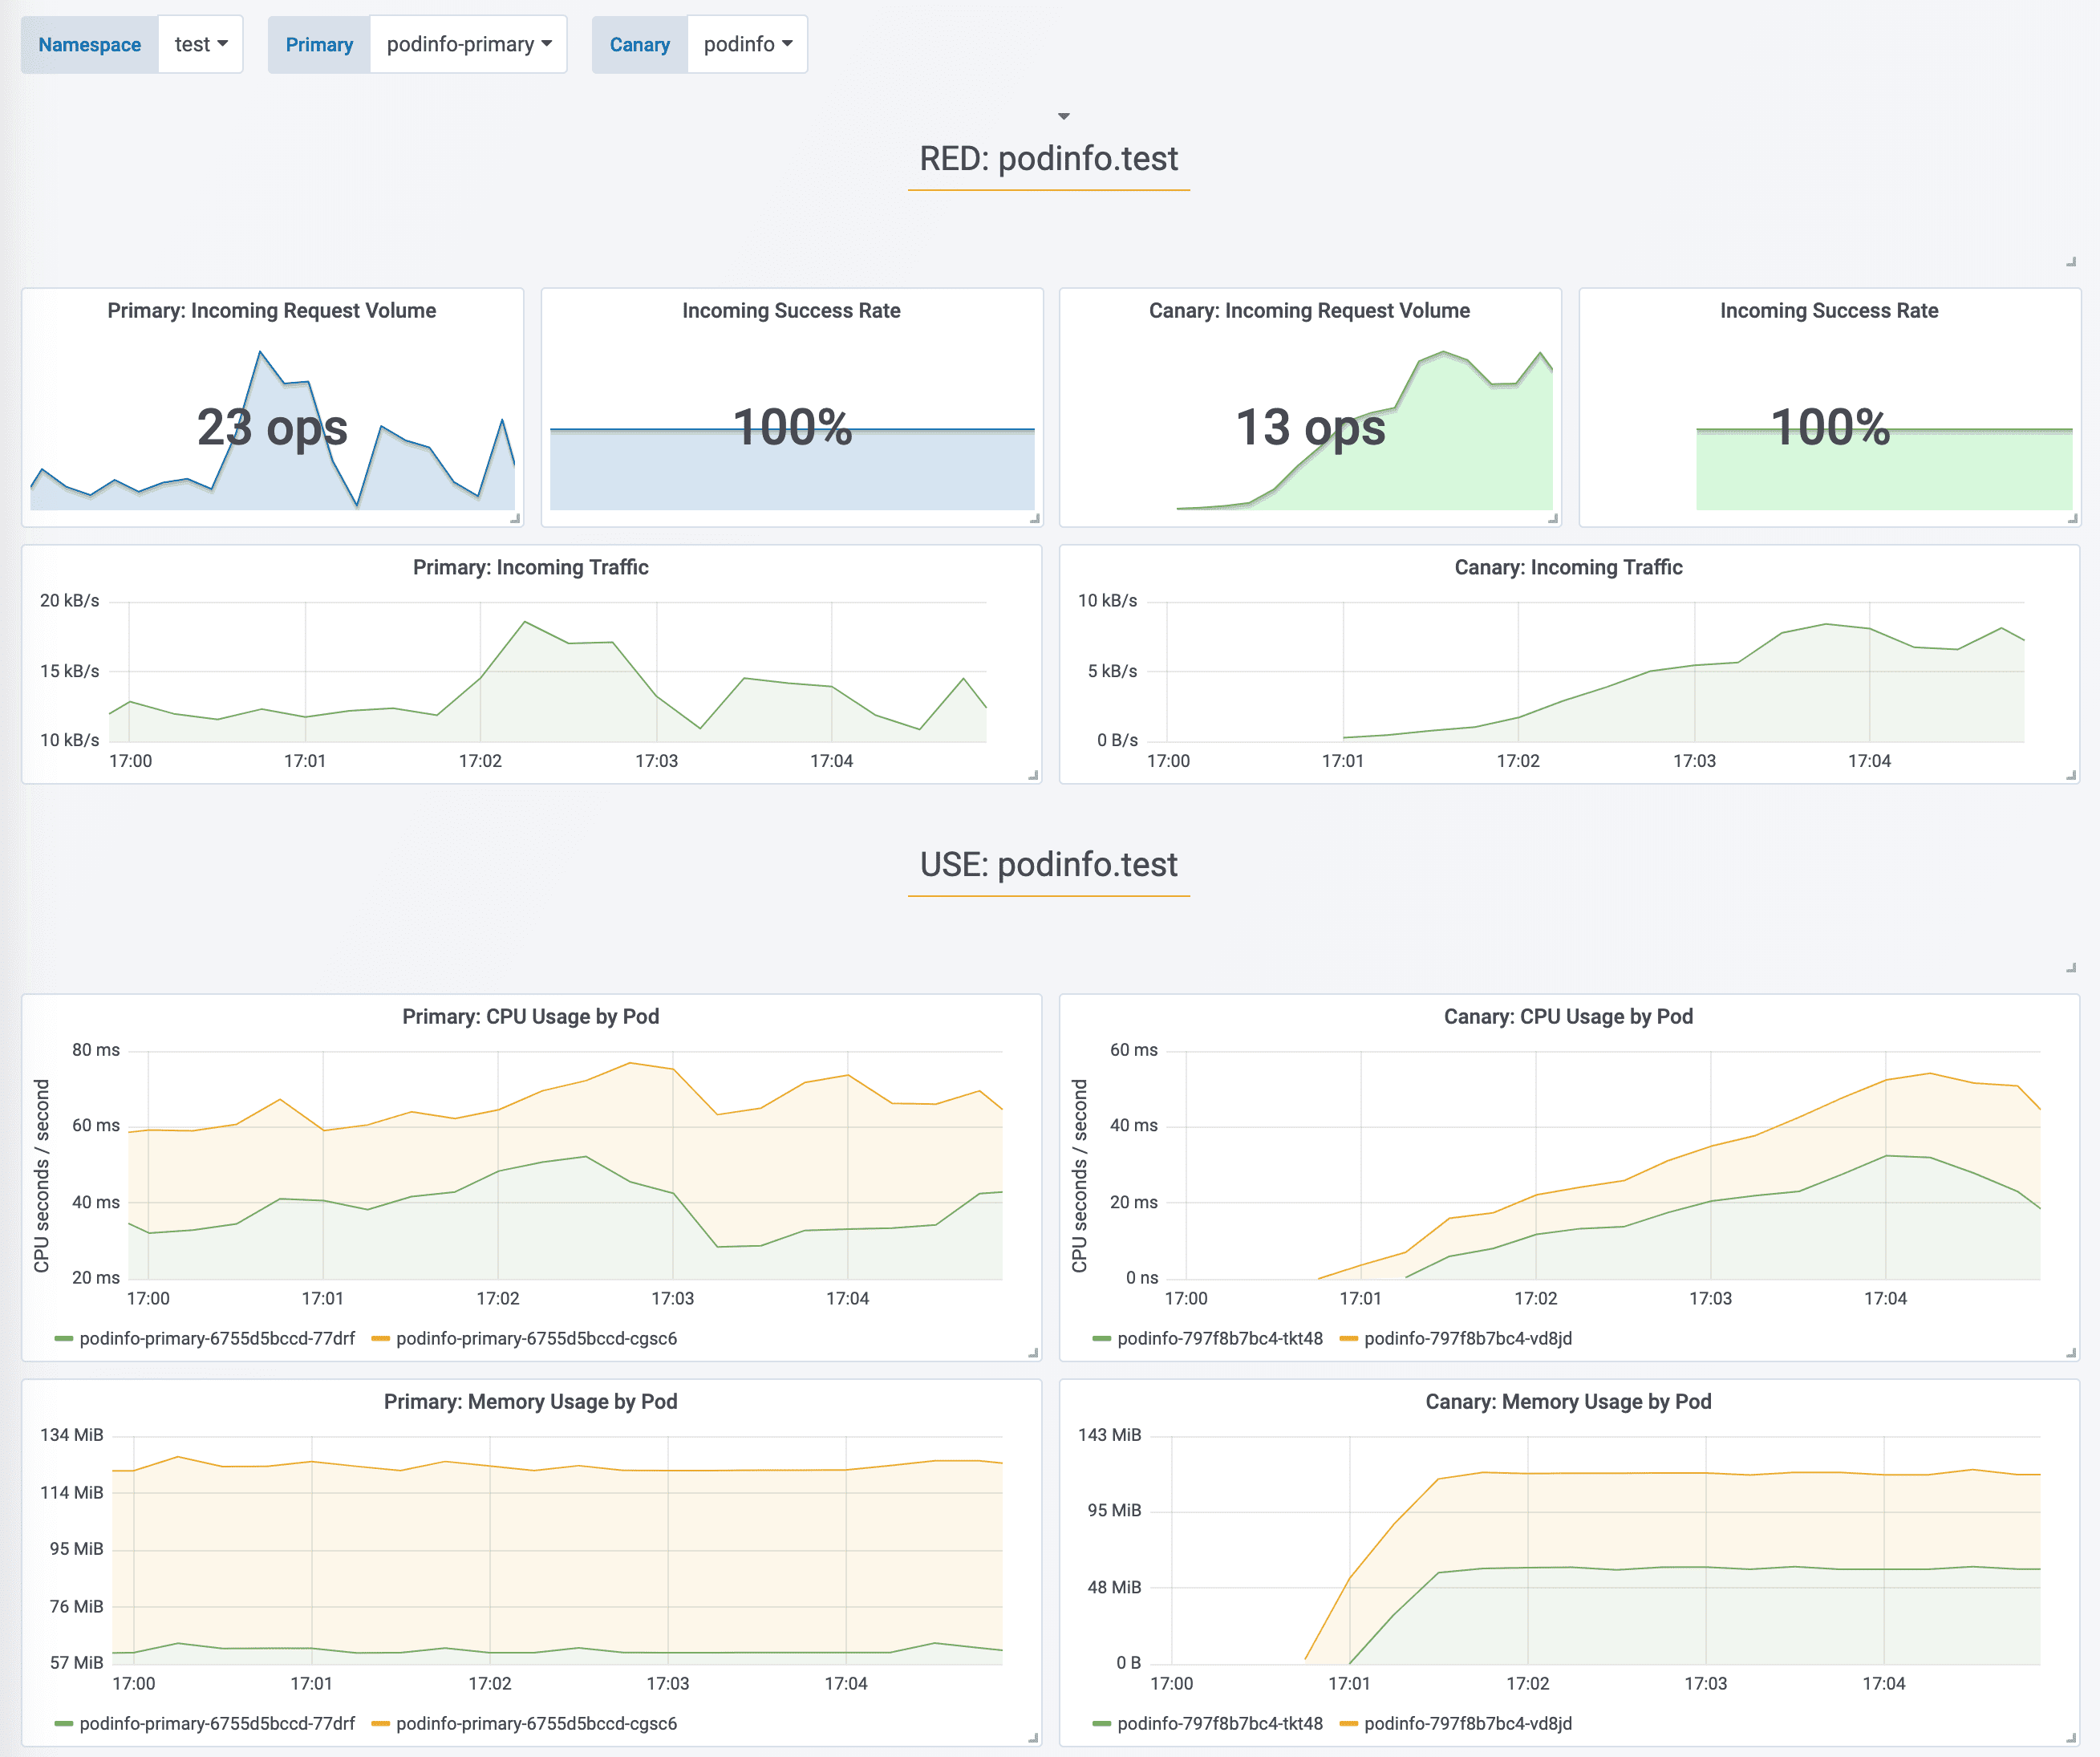 Namespace test Primary podinfo-primary Canary podinfo
RED: podinfo.test
Primary: Incoming Request Volume
23 ops
Incoming Success Rate
100%
Canary: Incoming Request Volume
13 ops
Incoming Success Rate
100%
Primary: Incoming Traffic
20 kB/s
15 kB/s
10 kB/s
17:00 17:01 17:02 17:03 17:04
Canary: Incoming Traffic
10 kB/s
5 kB/s
0 B/s
17:00 17:01 17:02 17:03 17:04
USE: podinfo.test
Primary: CPU Usage by Pod
CPU seconds / second
80 ms
60 ms
40 ms
20 ms
17:00 17:01 17:02 17:03 17:04
podinfo-primary-6755d5bccd-77drf podinfo-primary-6755d5bccd-cgsc6
Canary: CPU Usage by Pod
CPU seconds / second
60 ms
40 ms
20 ms
0 ns
17:00 17:01 17:02 17:03 17:04
podinfo-797f8b7bc4-tkt48 podinfo-797f8b7bc4-vd8jd
Primary: Memory Usage by Pod
134 MiB
114 MiB
95 MiB
76 MiB
57 MiB
17:00 17:01 17:02 17:03 17:04
podinfo-primary-6755d5bccd-77drf podinfo-primary-6755d5bccd-cgsc6
Canary: Memory Usage by Pod
143 MiB
95 MiB
48 MiB
0 B
17:00 17:01 17:02 17:03 17:04
podinfo-797f8b7bc4-tkt48 podinfo-797f8b7bc4-vd8jd